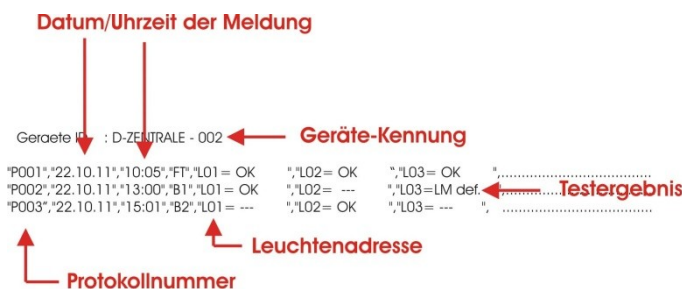 Datum/Uhrzeit der Meldung
Geraete ID : D-ZENTRALE - 002
Geräte-Kennung
"P001","22.10.11","10:05","FT","L01= OK ","L02= OK “,"L03= OK ",..................................
"P002","22.10.11","13:00","B1","L01= OK ","L02= --- ","L03=LM def. ",..................................
Testergebnis
"P003”,"22.10.11","15:01","B2","L01= --- ","L02= OK ","L03= --- ", ..................................
Leuchtenadresse
Protokollnummer